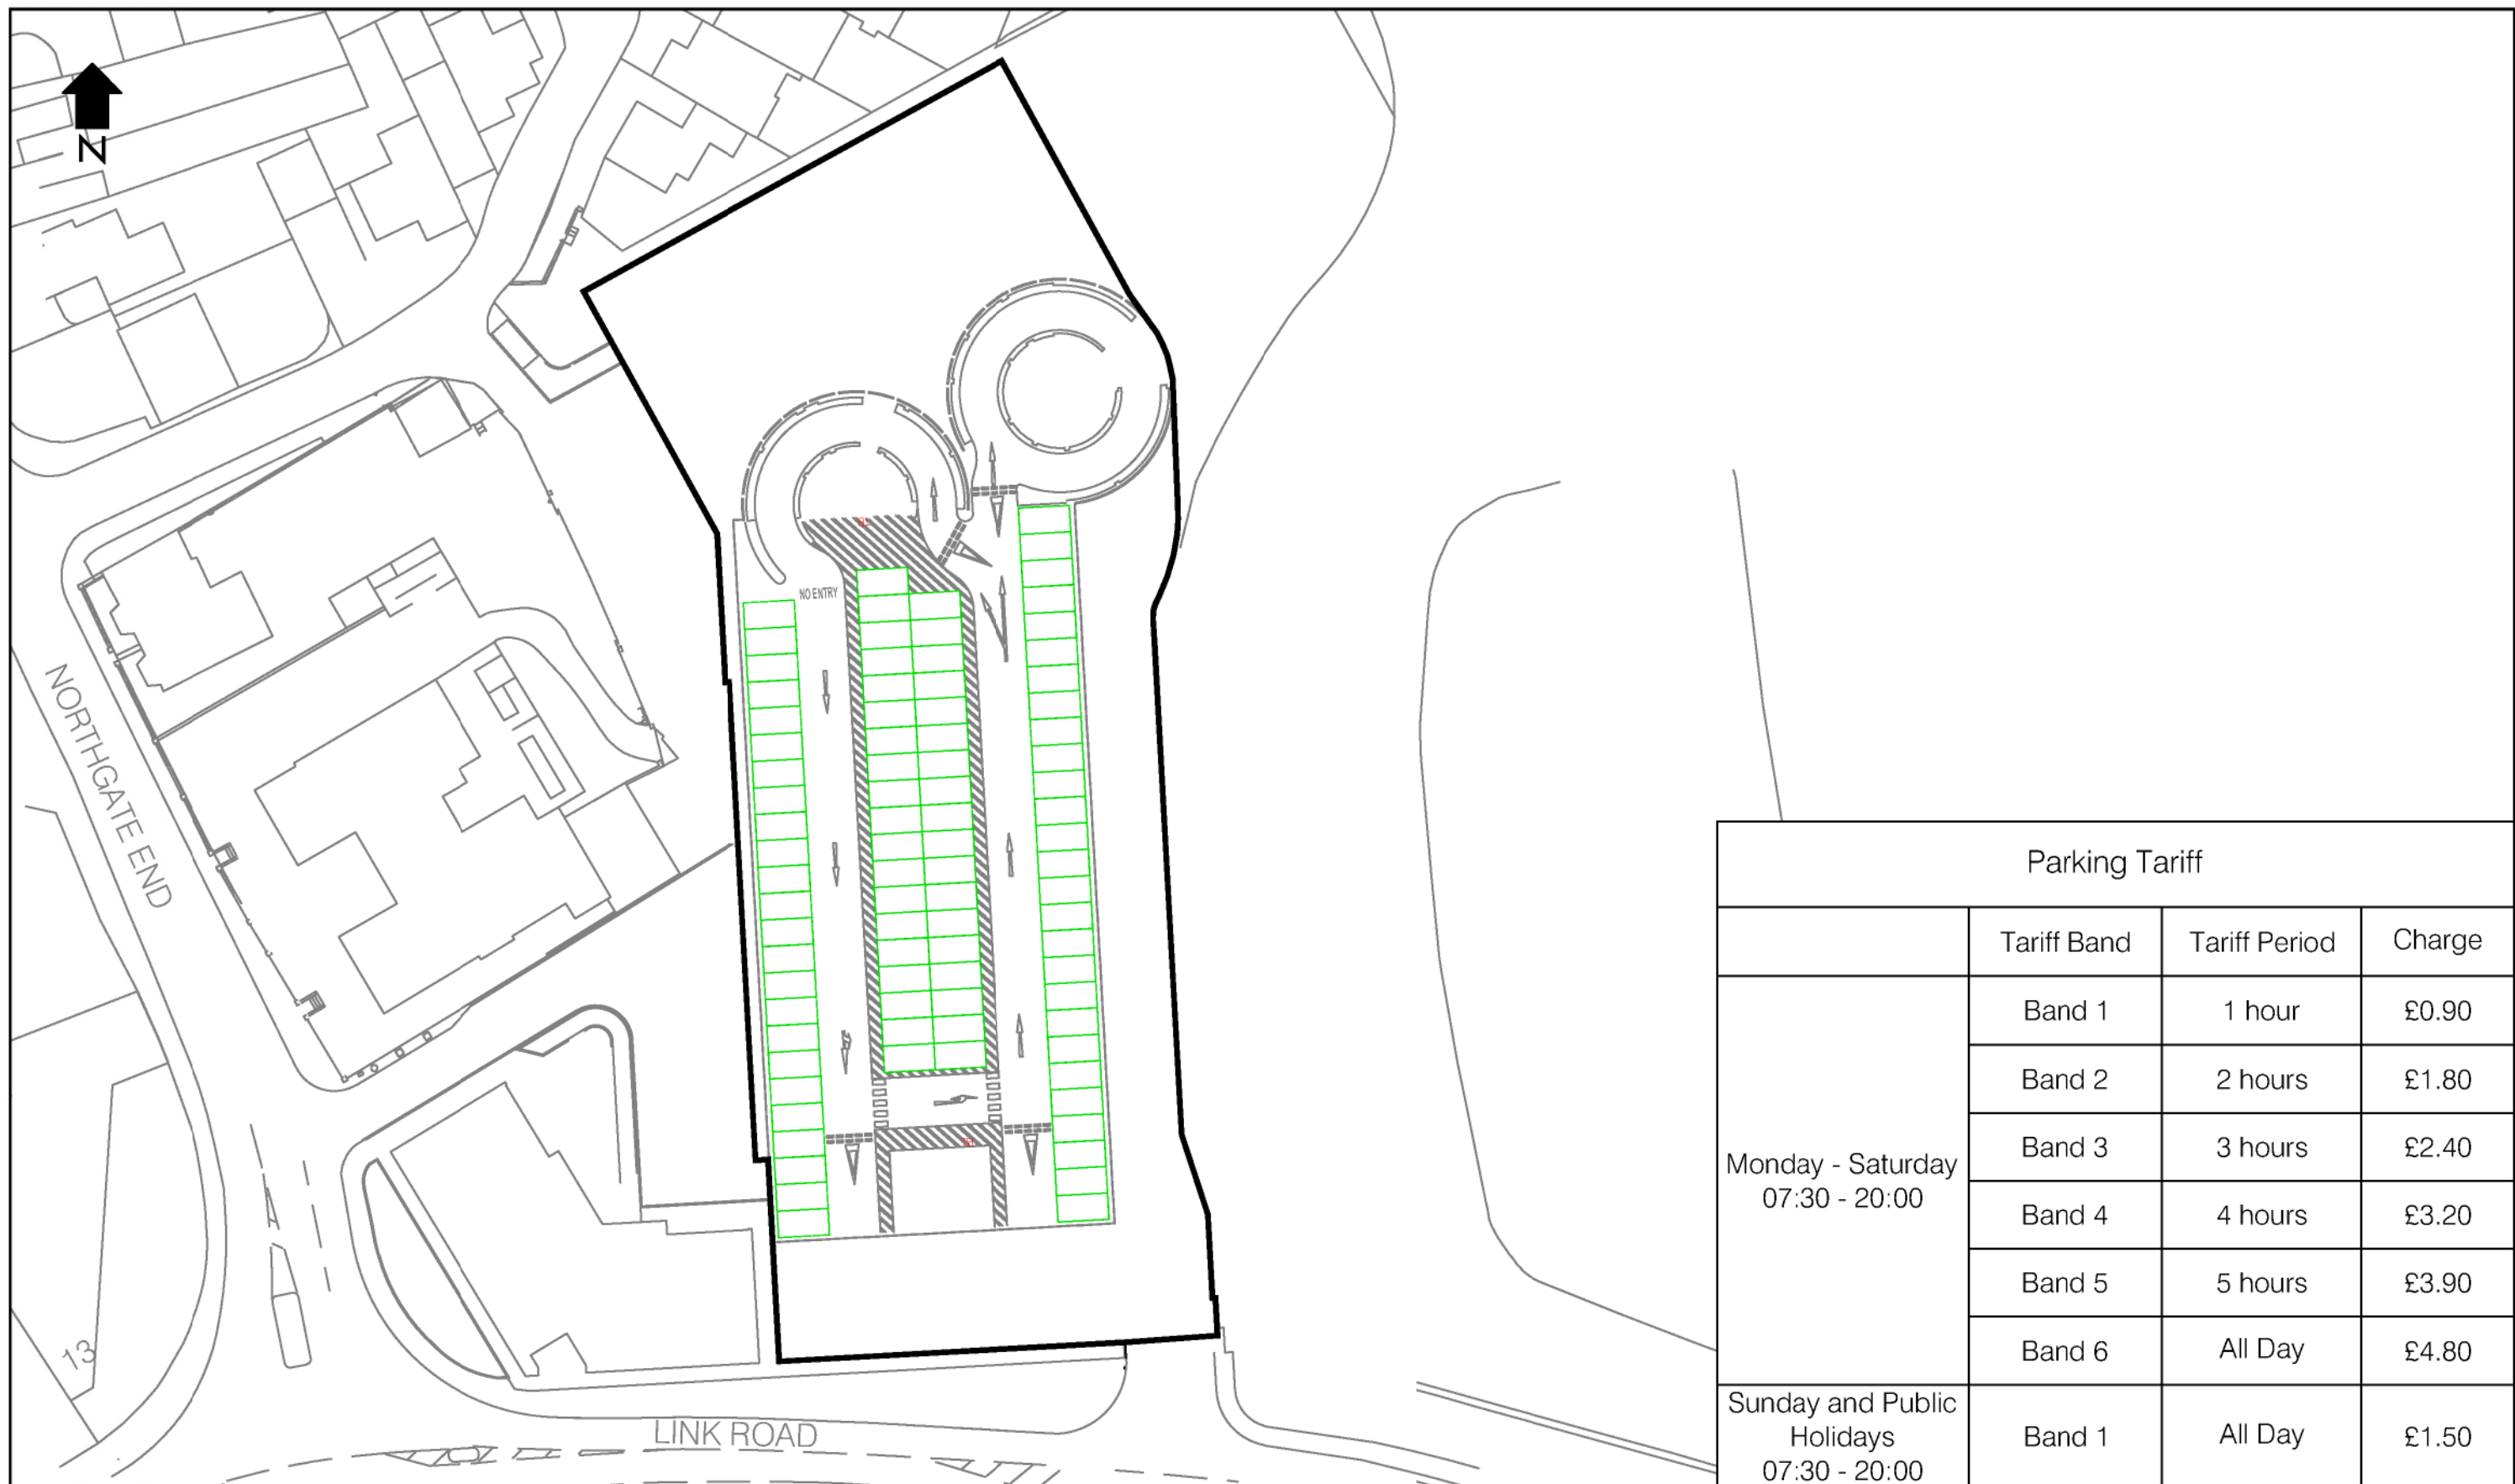 N
NO ENTRY
NORTHGATE END
13
LINK ROAD
Parking Tariff
Tariff Band Tariff Period Charge
Monday - Saturday
07:30 - 20:00
Band 1 1 hour £0.90
Band 2 2 hours £1.80
Band 3 3 hours £2.40
Band 4 4 hours £3.20
Band 5 5 hours £3.90
Band 6 All Day £4.80
Sunday and Public
Holidays
07:30 - 20:00
Band 1 All Day £1.50